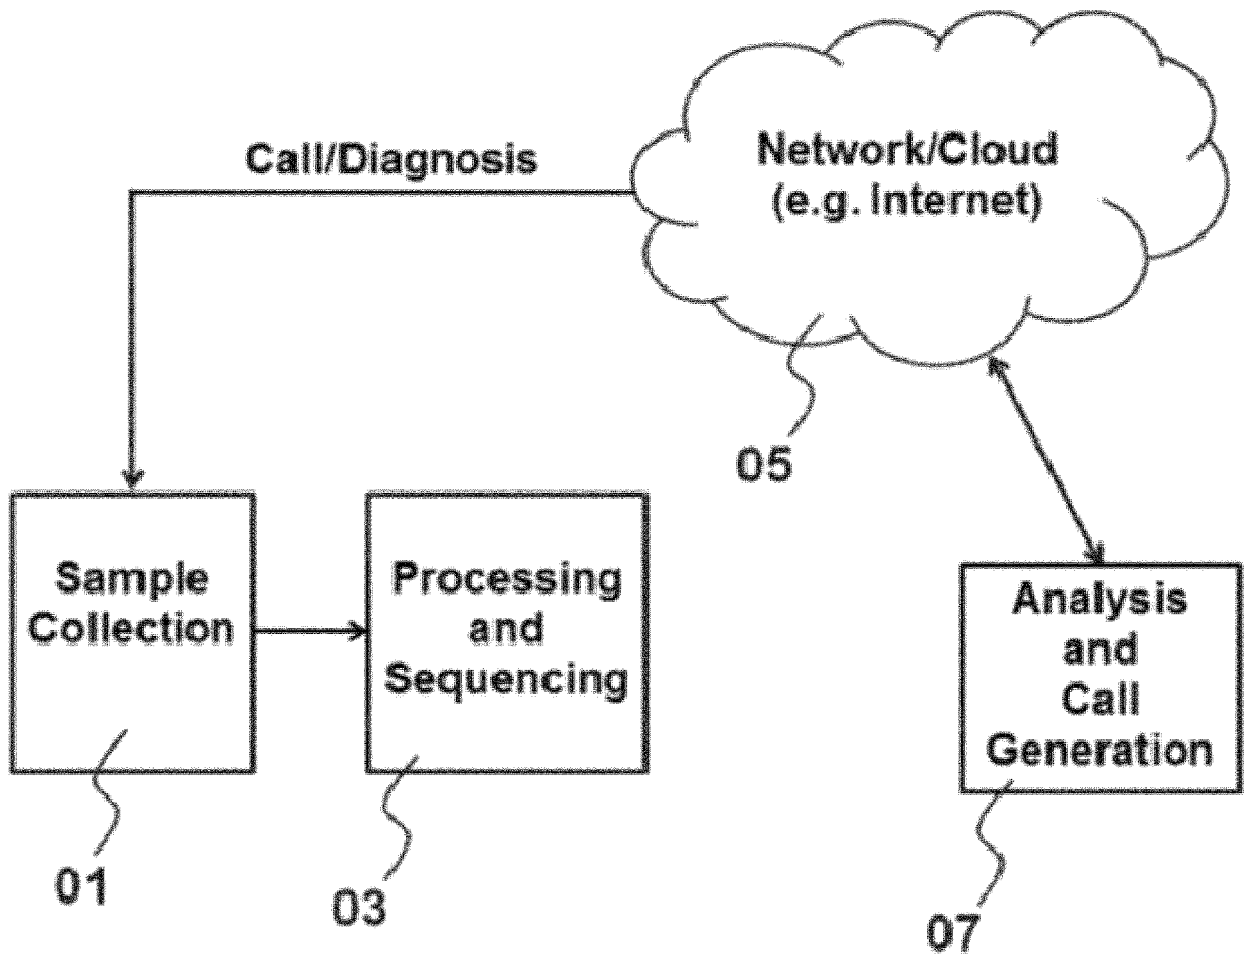 Network/Cloud
(e.g. Internet)
Call/Diagnosis
05
Sample
Collection
Processing
and
Sequencing
Analysis
and
Call
Generation
01
03
07